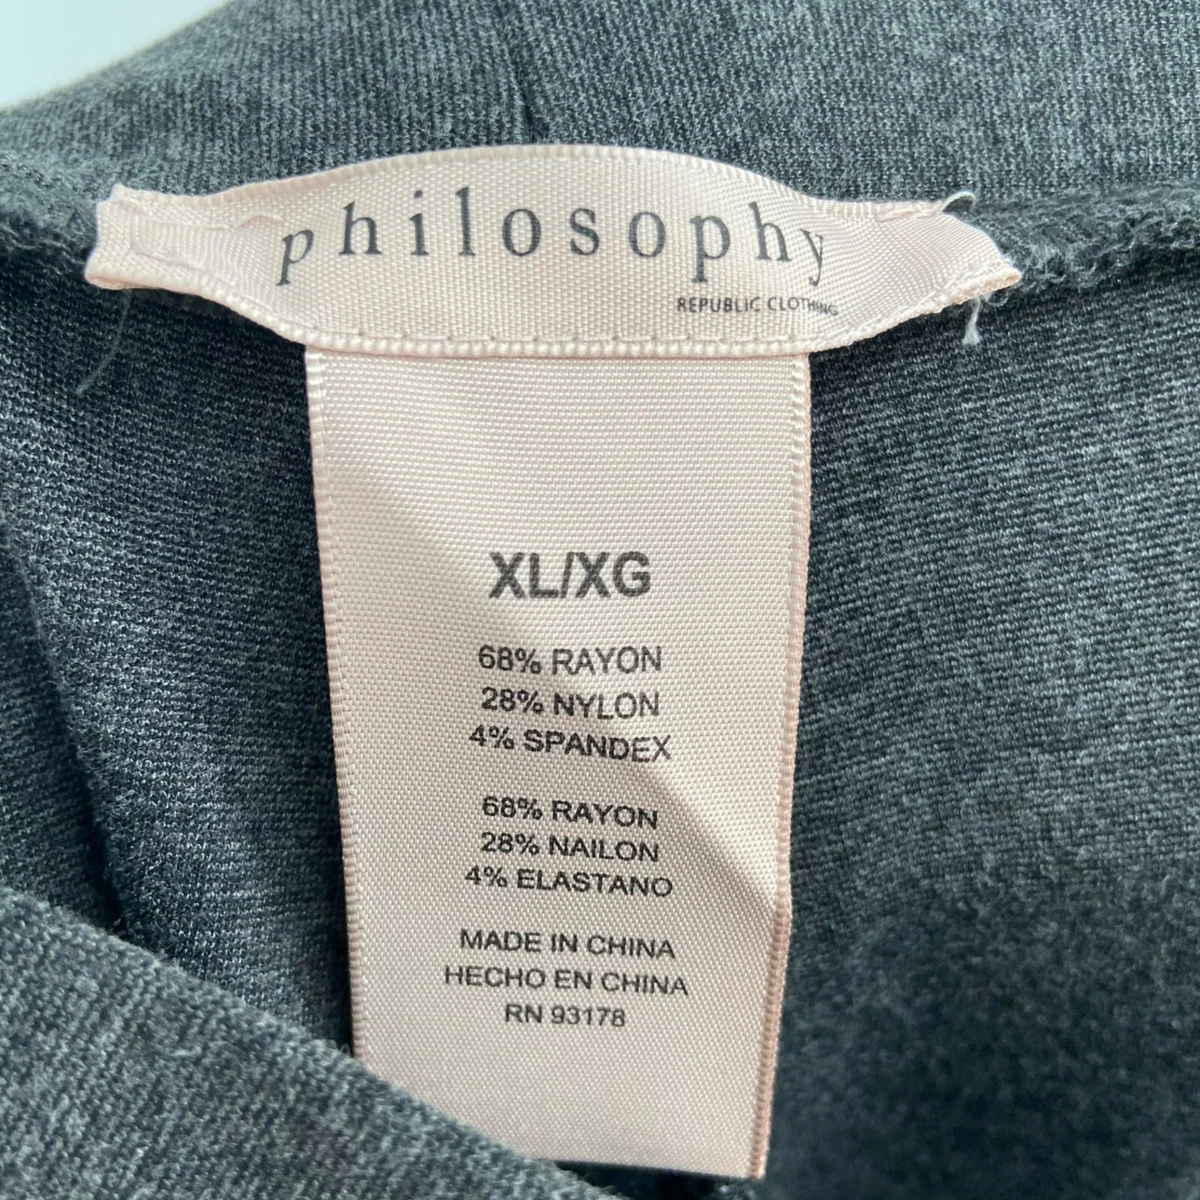 philosophy
REPUBLIC CLOTHING
XL/XG
68% RAYON
28% NYLON
4% SPANDEX
68% RAYON
28% NAILON
4% ELASTANO
MADE IN CHINA
HECHO EN CHINA
RN 93178